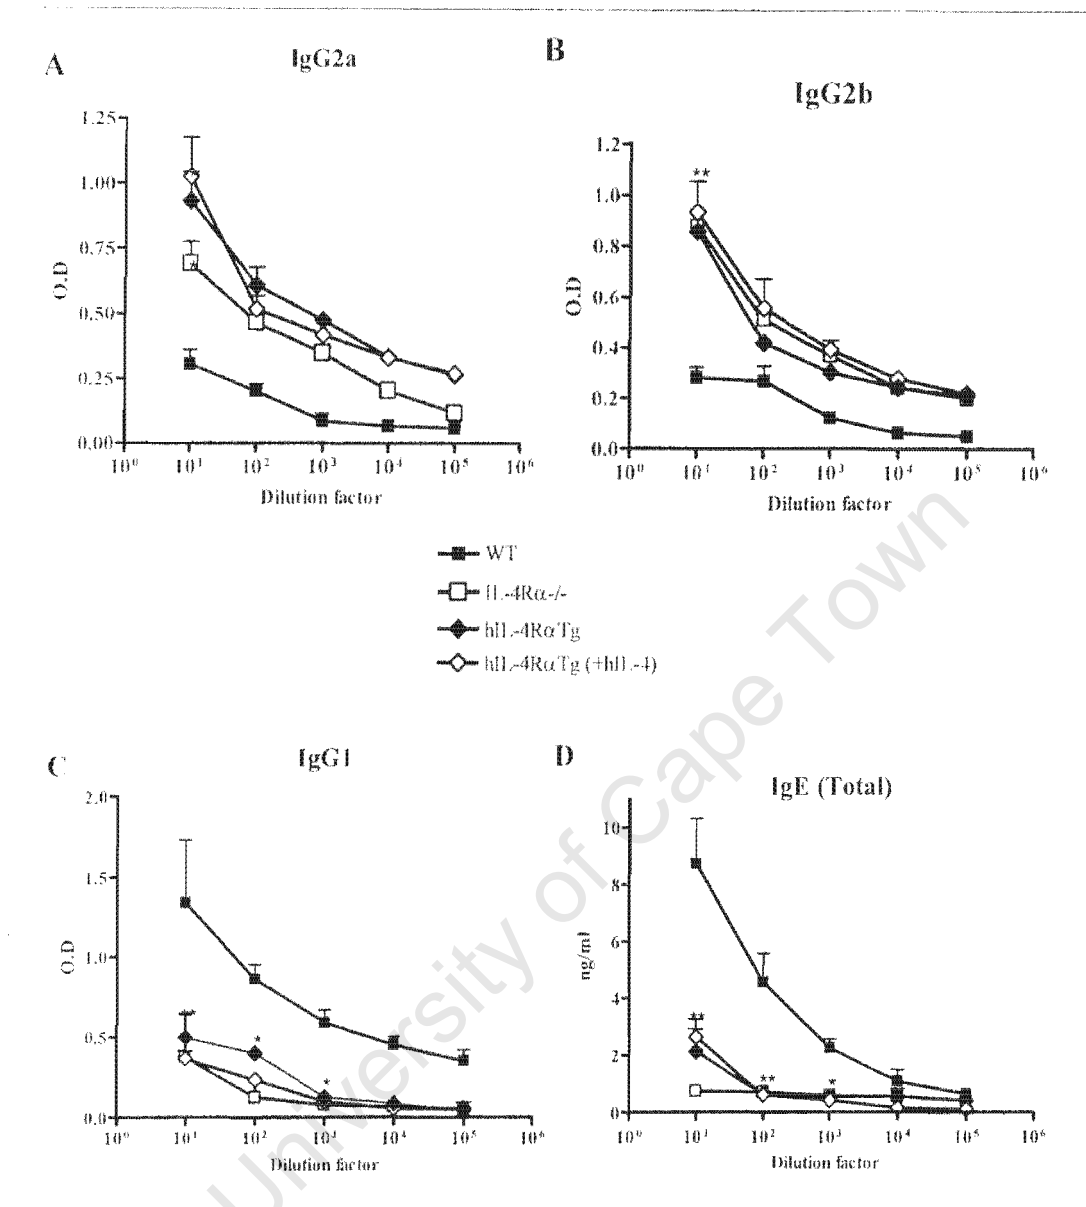 A
IgG2a
1.25
1.00
0.75
0.50
0.25
0.00
O.D
*
10⁰ 10¹ 10² 10³ 10⁴ 10⁵ 10⁶
Dilution factor
B
IgG2b
1.2
1.0
0.8
0.6
0.4
0.2
0.0
O.D
**
10⁰ 10¹ 10² 10³ 10⁴ 10⁵ 10⁶
Dilution factor
WT
IL-4Rα-/-
hIL-4RαTg
hIL-4RαTg (+hIL-4)
C
IgG1
2.0
1.5
1.0
0.5
0.0
O.D
**
*
*
10⁰ 10¹ 10² 10³ 10⁴ 10⁵
Dilution factor
D
IgE (Total)
10
8
6
4
2
0
ng/ml
**
**
*
10⁰ 10¹ 10² 10³ 10⁴ 10⁵ 10⁶
Dilution factor
University of Cape Town